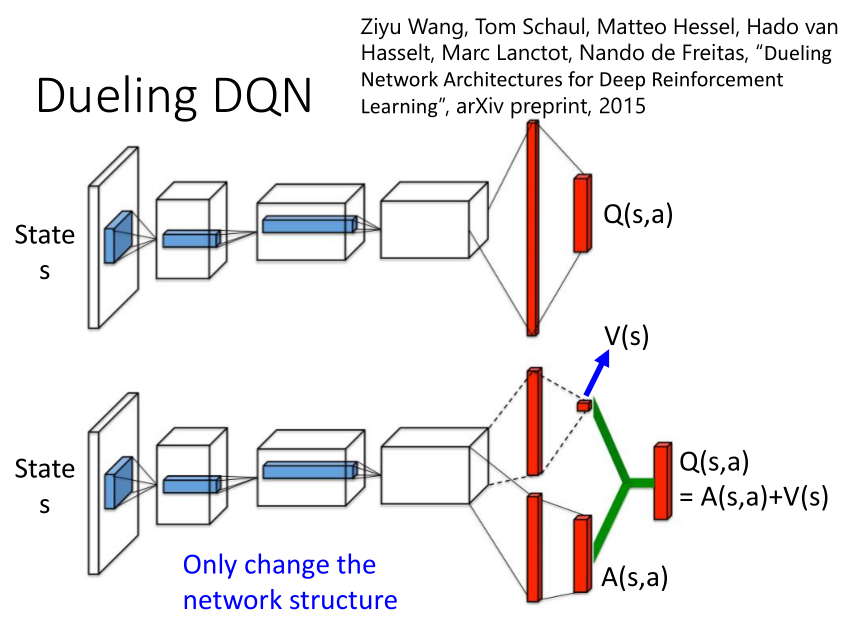 Ziyu Wang, Tom Schaul, Matteo Hessel, Hado van
Hasselt, Marc Lanctot, Nando de Freitas, “Dueling
Network Architectures for Deep Reinforcement
Learning”, arXiv preprint, 2015
Dueling DQN
State
s
Q(s,a)
V(s)
State
s
Q(s,a)
= A(s,a)+V(s)
A(s,a)
Only change the
network structure